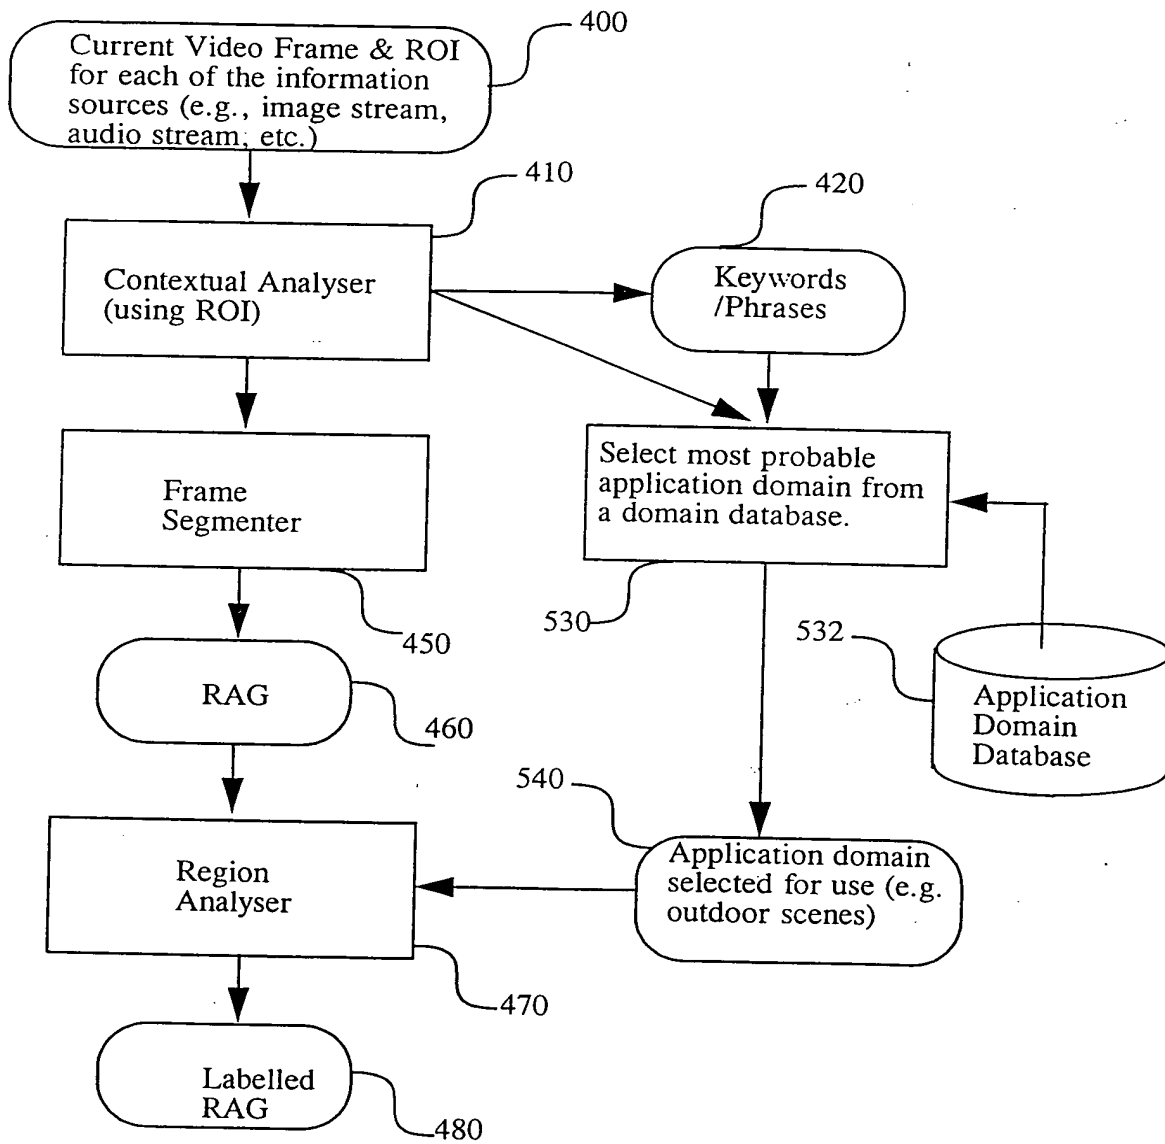 400
Current Video Frame & ROI
for each of the information
sources (e.g., image stream,
audio stream, etc.)
410
420
Contextual Analyser
(using ROI)
Keywords
/Phrases
Frame
Segmenter
Select most probable
application domain from
a domain database.
450
530
532
RAG
460
Application
Domain
Database
540
Region
Analyser
Application domain
selected for use (e.g.
outdoor scenes)
470
Labelled
RAG
480